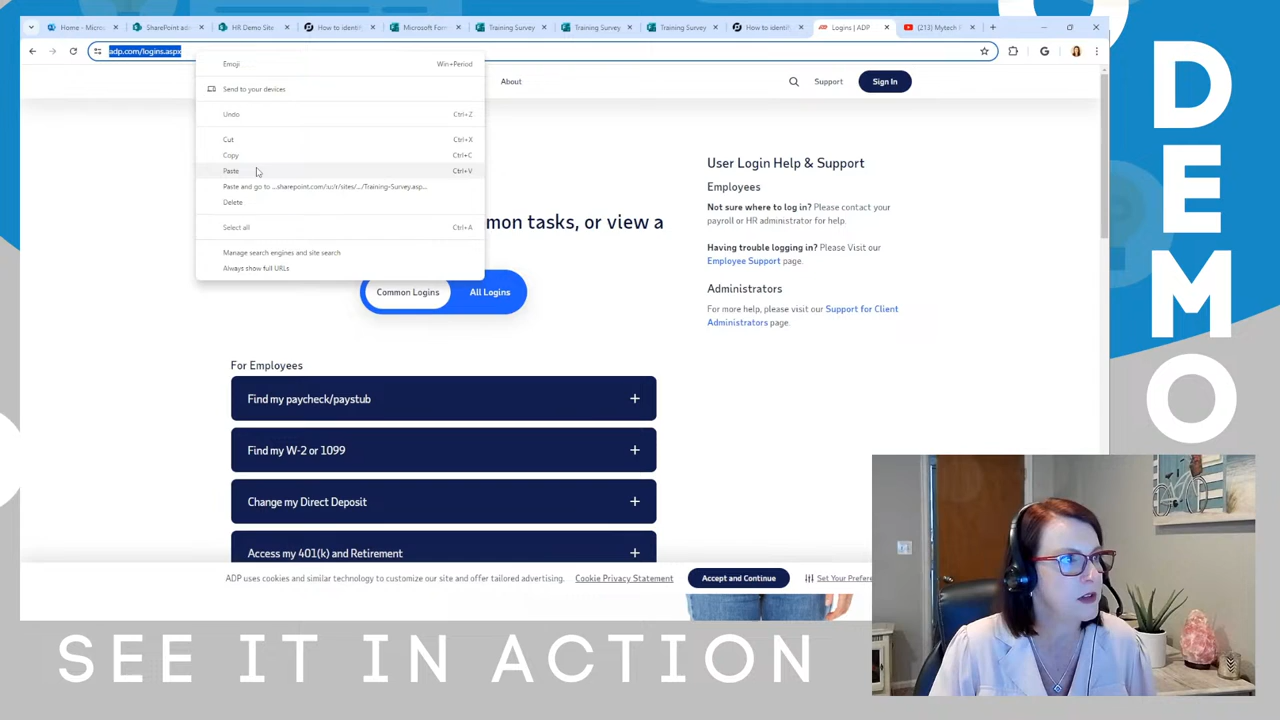 Home - Micros
SharePoint adm
HR Demo Site
How to identif
Microsoft Form
Training Survey
Training Survey
Training Survey
How to identif
Logins | ADP
(213) Mytech
adp.com/logins.aspx
About
Support
Sign In
Emoji Win+Period
Send to your devices
Undo Ctrl+Z
Cut Ctrl+X
Copy Ctrl+C
Paste Ctrl+V
Paste and go to ...sharepoint.com/:u:/r/sites/.../Training-Survey.asp...
Delete
Select all Ctrl+A
Manage search engines and site search
Always show full URLs
mon tasks, or view a
Common Logins
All Logins
User Login Help & Support
Employees
Not sure where to log in? Please contact your
payroll or HR administrator for help.
Having trouble logging in? Please Visit our
Employee Support page.
Administrators
For more help, please visit our Support for Client
Administrators page.
For Employees
Find my paycheck/paystub
Find my W-2 or 1099
Change my Direct Deposit
Access my 401(k) and Retirement
ADP uses cookies and similar technology to customize our site and offer tailored advertising. Cookie Privacy Statement
Accept and Continue
Set Your Prefere
DEMO
SEE IT IN ACTION